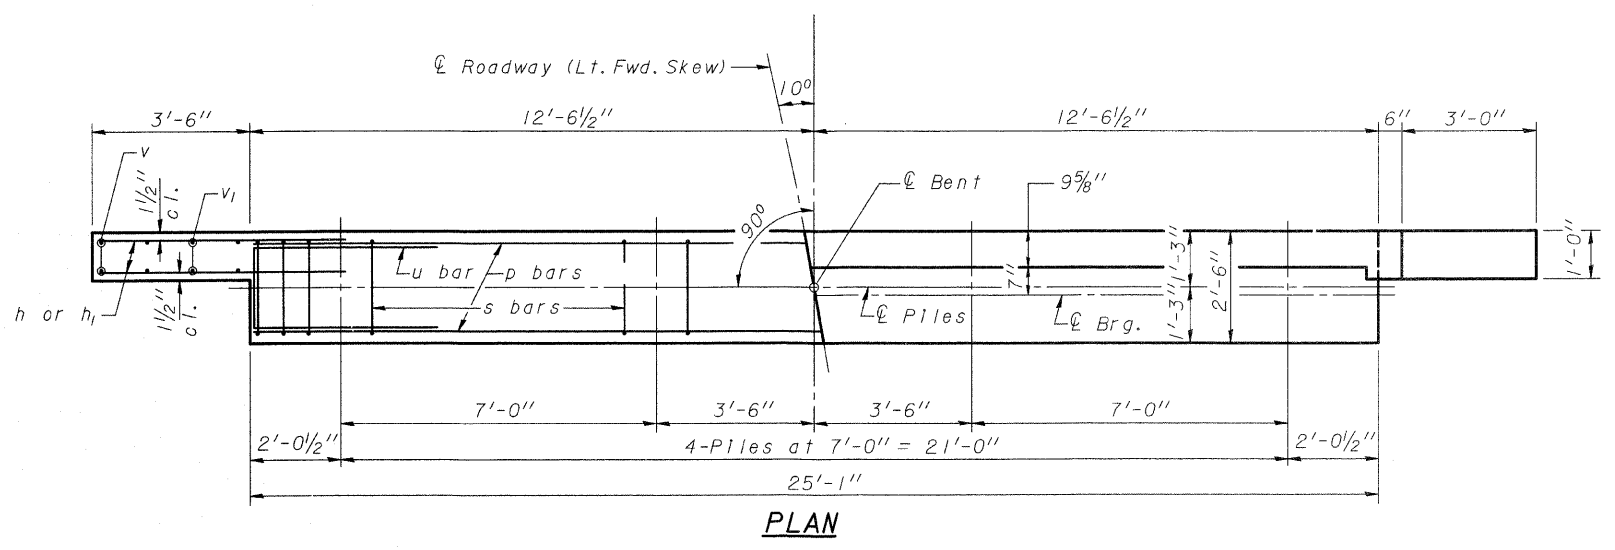 ℄ Roadway (Lt. Fwd. Skew)
10°
3'-6"
12'-6½"
12'-6½"
6"
3'-0"
v
1½" cl.
v₁
℄ Bent
9⅝"
90°
u bar
p bars
s bars
h or h₁
1½" cl.
℄ Piles
7"
℄ Brg.
1'-3"
1'-3"
2'-6"
1'-0"
7'-0"
3'-6"
3'-6"
7'-0"
2'-0½"
4-Piles at 7'-0" = 21'-0"
2'-0½"
25'-1"
PLAN